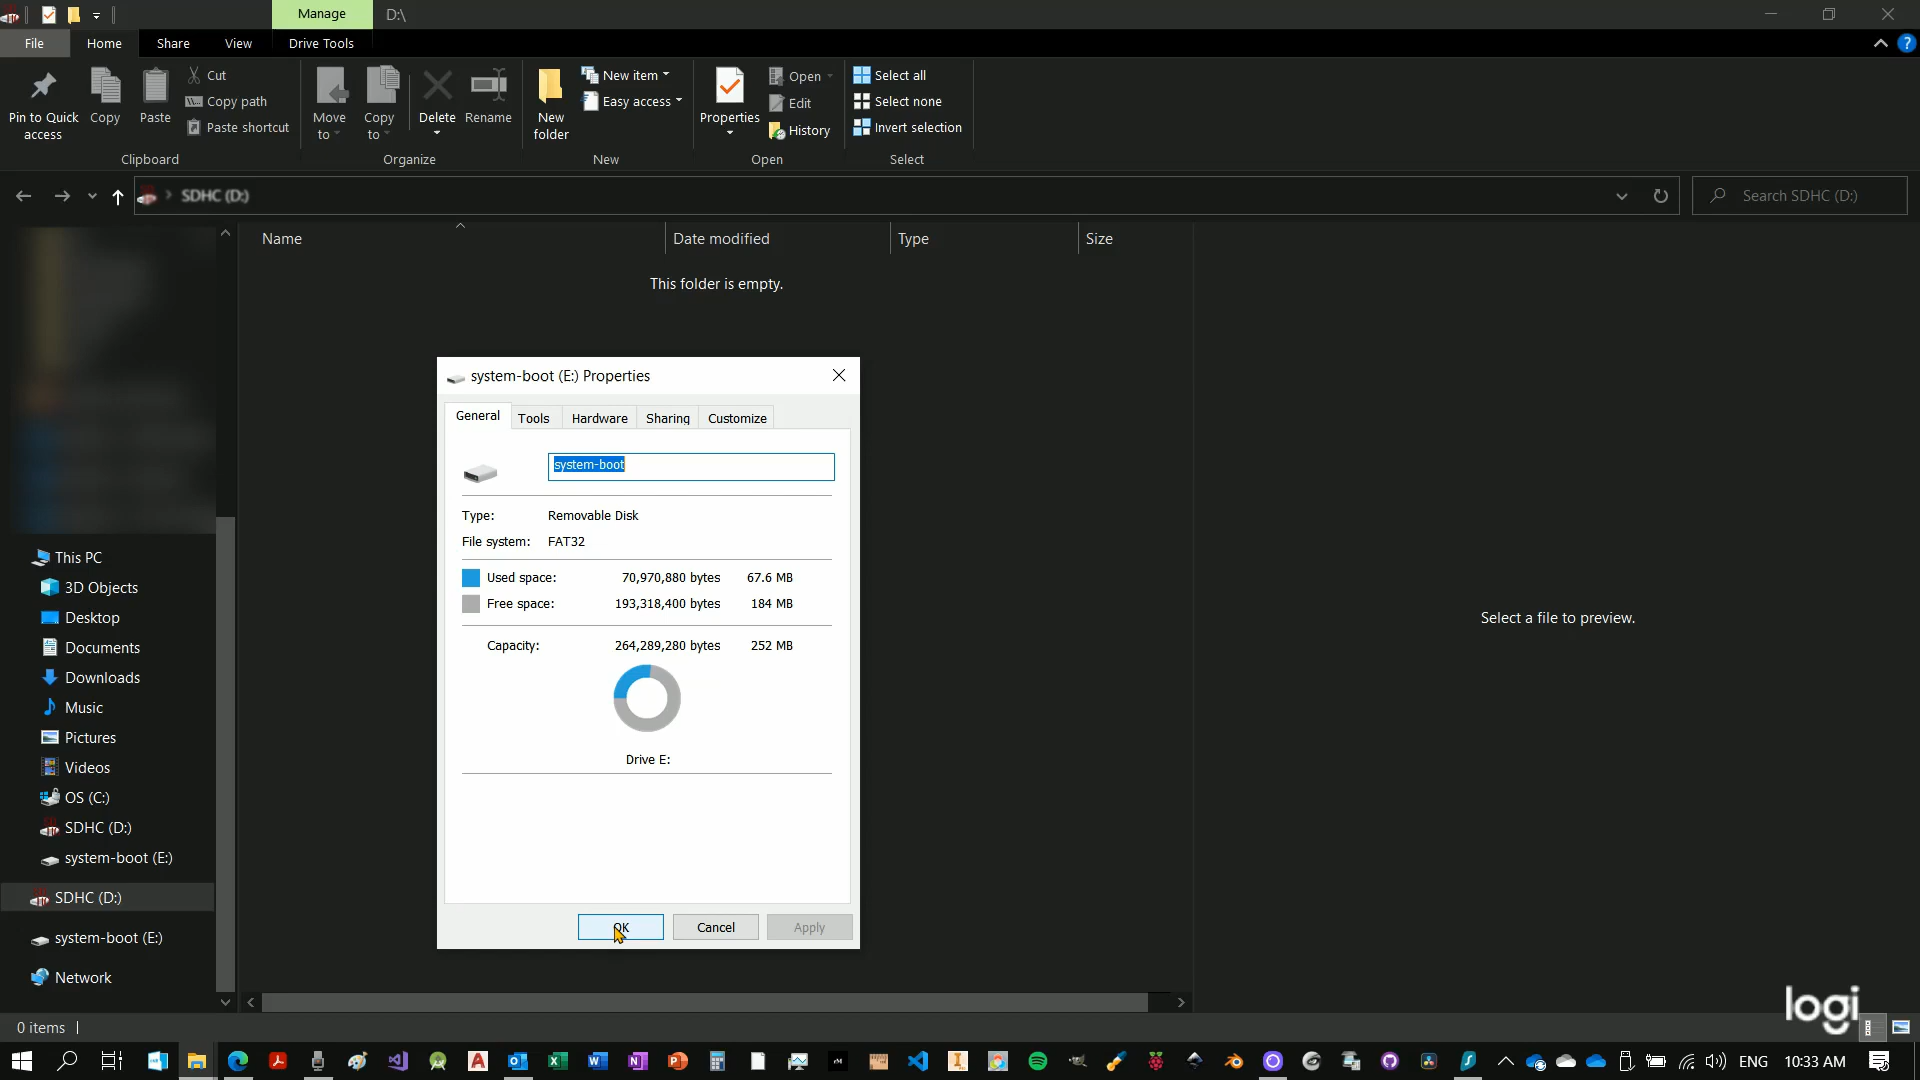 Manage
D:\
File
Home
Share
View
Drive Tools
Pin to Quick access
Copy
Paste
Cut
Copy path
Paste shortcut
Clipboard
Move to
Copy to
Delete
Rename
Organize
New folder
New item
Easy access
New
Properties
Open
Edit
History
Open
Select all
Select none
Invert selection
Select
SDHC (D:)
Search SDHC (D:)
Name
Date modified
Type
Size
This folder is empty.
Select a file to preview.
This PC
3D Objects
Desktop
Documents
Downloads
Music
Pictures
Videos
OS (C:)
SDHC (D:)
system-boot (E:)
SDHC (D:)
system-boot (E:)
Network
system-boot (E:) Properties
General
Tools
Hardware
Sharing
Customize
system-boot
Type: Removable Disk
File system: FAT32
Used space: 70,970,880 bytes 67.6 MB
Free space: 193,318,400 bytes 184 MB
Capacity: 264,289,280 bytes 252 MB
Drive E:
OK
Cancel
Apply
0 items
logi
ENG
10:33 AM